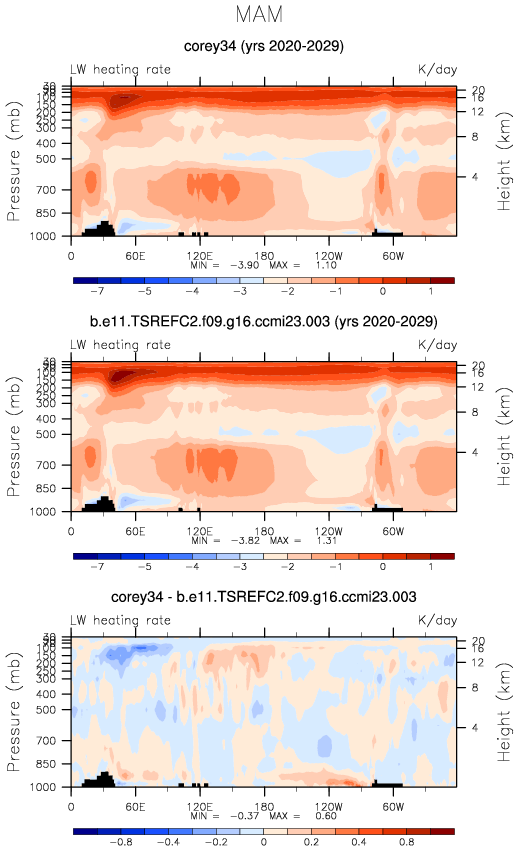 MAM
corey34 (yrs 2020-2029)
LW heating rate K/day
Pressure (mb)
Height (km)
30
50
100
150
200
250
300
400
500
700
850
1000
20
16
12
8
4
0 60E 120E 180 120W 60W
MIN = -3.90 MAX = 1.10
-7 -5 -4 -3 -2 -1 0 1
b.e11.TSREFC2.f09.g16.ccmi23.003 (yrs 2020-2029)
LW heating rate K/day
Pressure (mb)
Height (km)
30
100
150
200
250
300
400
500
700
850
1000
20
16
12
8
4
0 60E 120E 180 120W 60W
MIN = -3.82 MAX = 1.31
-7 -5 -4 -3 -2 -1 0 1
corey34 - b.e11.TSREFC2.f09.g16.ccmi23.003
LW heating rate K/day
Pressure (mb)
Height (km)
30
100
150
200
250
300
400
500
700
850
1000
20
16
12
8
4
0 60E 120E 180 120W 60W
MIN = -0.37 MAX = 0.60
-0.8 -0.4 -0.2 0 0.2 0.4 0.8